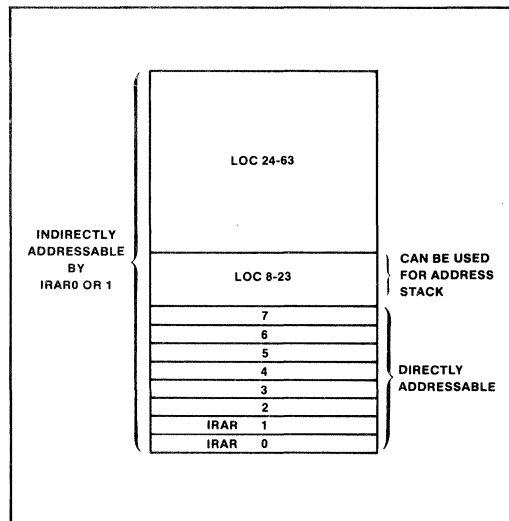 LOC 24-63
INDIRECTLY
ADDRESSABLE
BY
IRAR0 OR 1
LOC 8-23
CAN BE USED
FOR ADDRESS
STACK
7
6
5
4
3
2
IRAR 1
IRAR 0
DIRECTLY
ADDRESSABLE